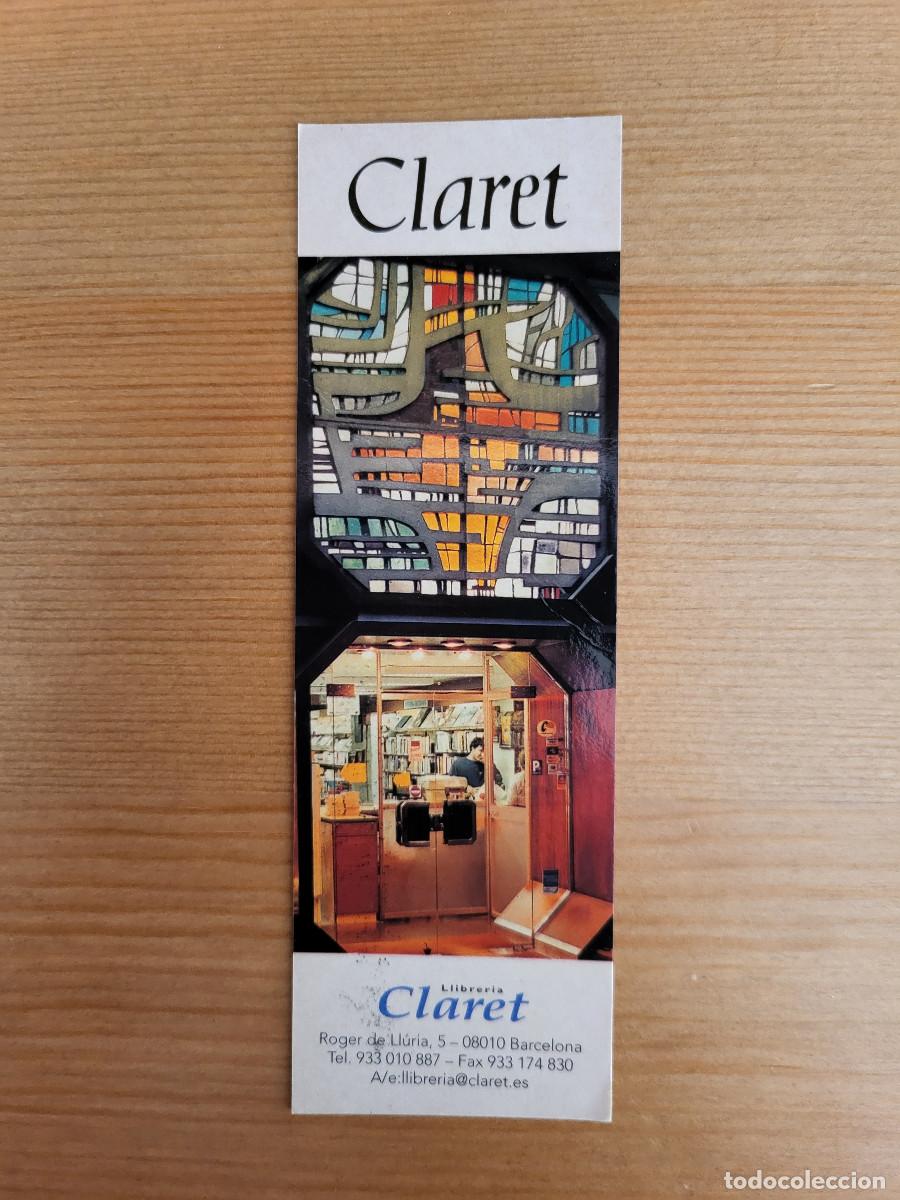 Claret
P
Llibreria
Claret
Roger de Llúria, 5 – 08010 Barcelona
Tel. 933 010 887 – Fax 933 174 830
A/e:llibreria@claret.es
todocoleccion